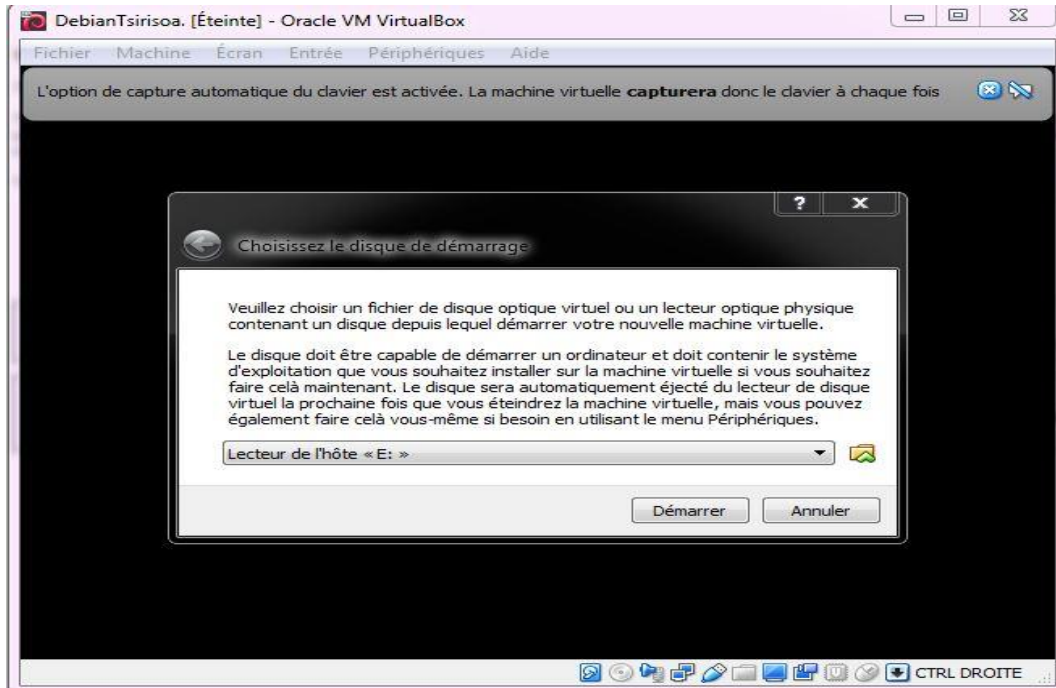 DebianTsirisoa. [Éteinte] - Oracle VM VirtualBox
Fichier Machine Écran Entrée Périphériques Aide
L'option de capture automatique du clavier est activée. La machine virtuelle capturera donc le clavier à chaque fois
?
Choisissez le disque de démarrage
Veuillez choisir un fichier de disque optique virtuel ou un lecteur optique physique
contenant un disque depuis lequel démarrer votre nouvelle machine virtuelle.
Le disque doit être capable de démarrer un ordinateur et doit contenir le système
d'exploitation que vous souhaitez installer sur la machine virtuelle si vous souhaitez
faire celà maintenant. Le disque sera automatiquement éjecté du lecteur de disque
virtuel la prochaine fois que vous éteindrez la machine virtuelle, mais vous pouvez
également faire celà vous-même si besoin en utilisant le menu Périphériques.
Lecteur de l'hôte « E: »
Démarrer Annuler
CTRL DROITE